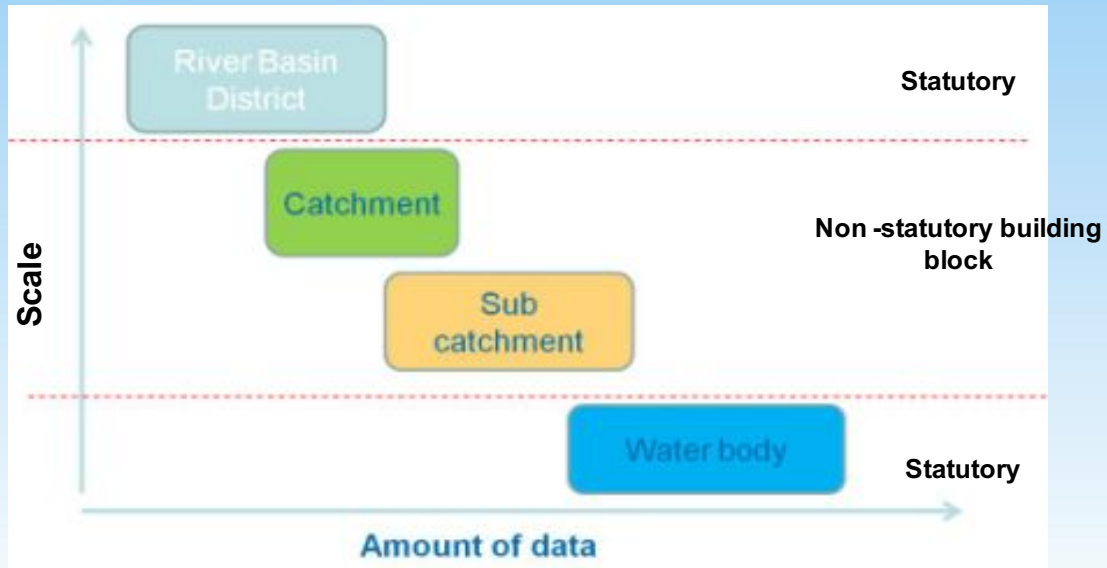 River Basin
District
Statutory
Catchment
Non -statutory building
block
Scale
Sub
catchment
Water body
Statutory
Amount of data